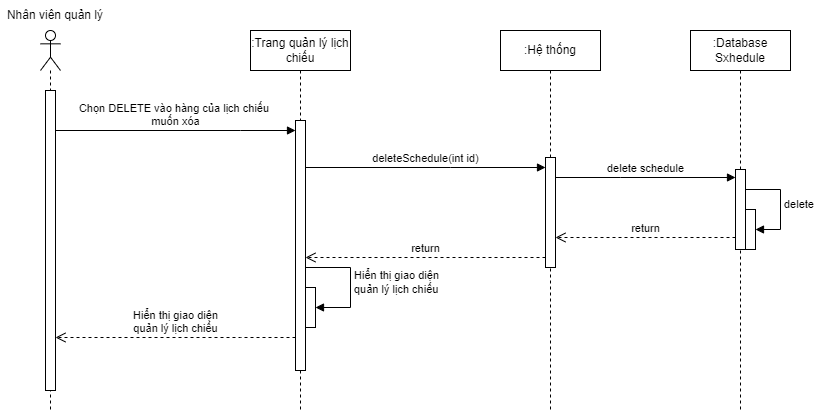 Nhân viên quản lý
:Trang quản lý lịch
chiếu
:Hệ thống
:Database
Sxhedule
Chọn DELETE vào hàng của lịch chiếu
muốn xóa
deleteSchedule(int id)
delete schedule
delete
return
return
Hiển thị giao diện
quản lý lịch chiếu
Hiển thị giao diện
quản lý lịch chiếu